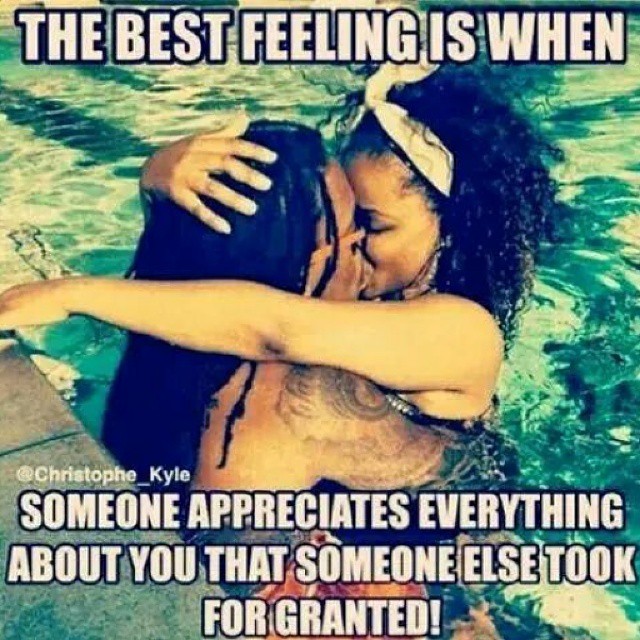 THE BEST FEELING IS WHEN
@Christophe_Kyle
SOMEONE APPRECIATES EVERYTHING
ABOUT YOU THAT SOMEONE ELSE TOOK
FOR GRANTED!